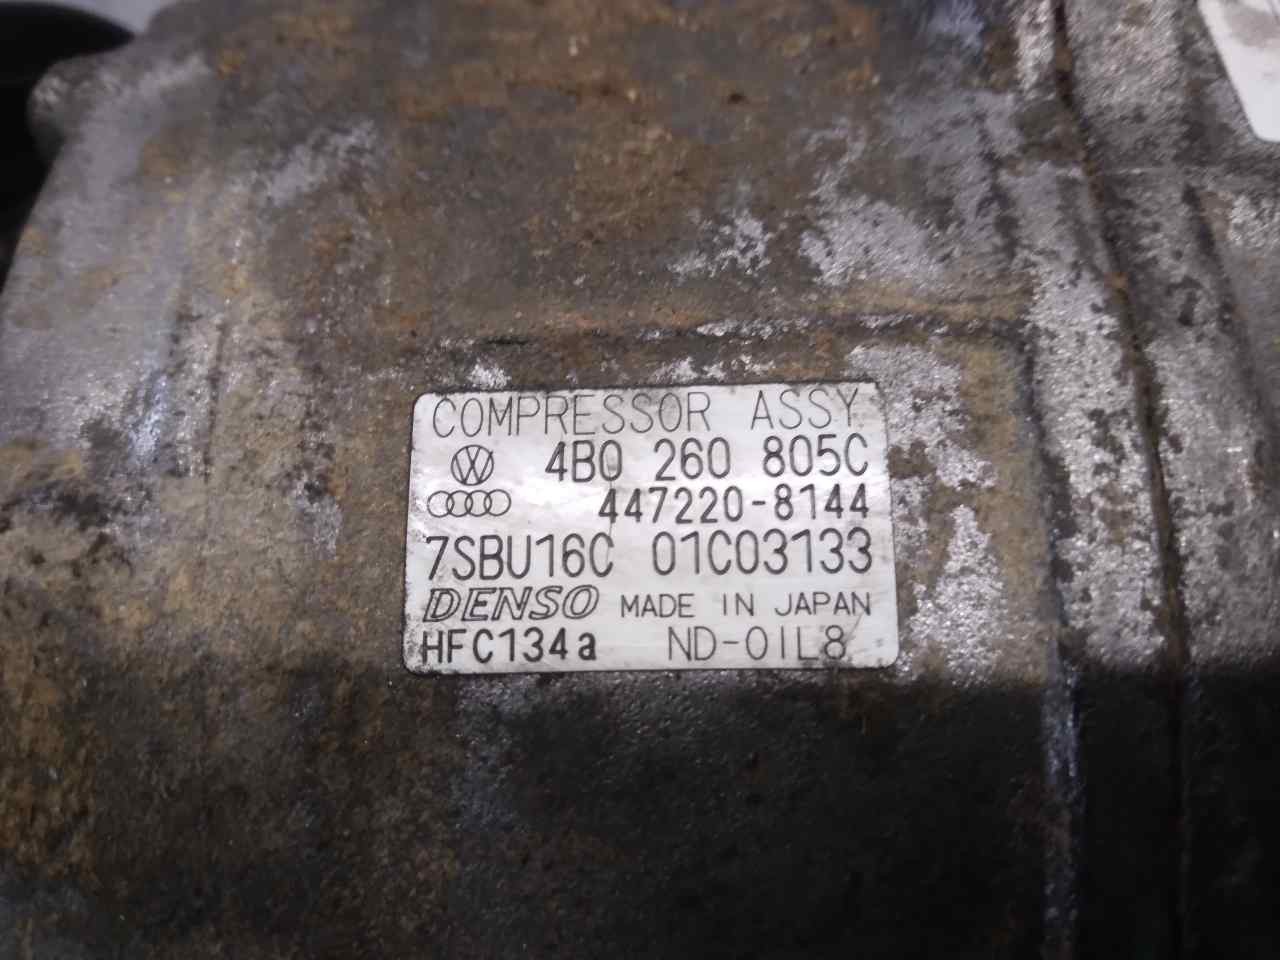 COMPRESSOR ASSY.
4B0 260 805C
447220-8144
7SBU16C 01C03133
DENSO MADE IN JAPAN
HFC134a ND-OIL8